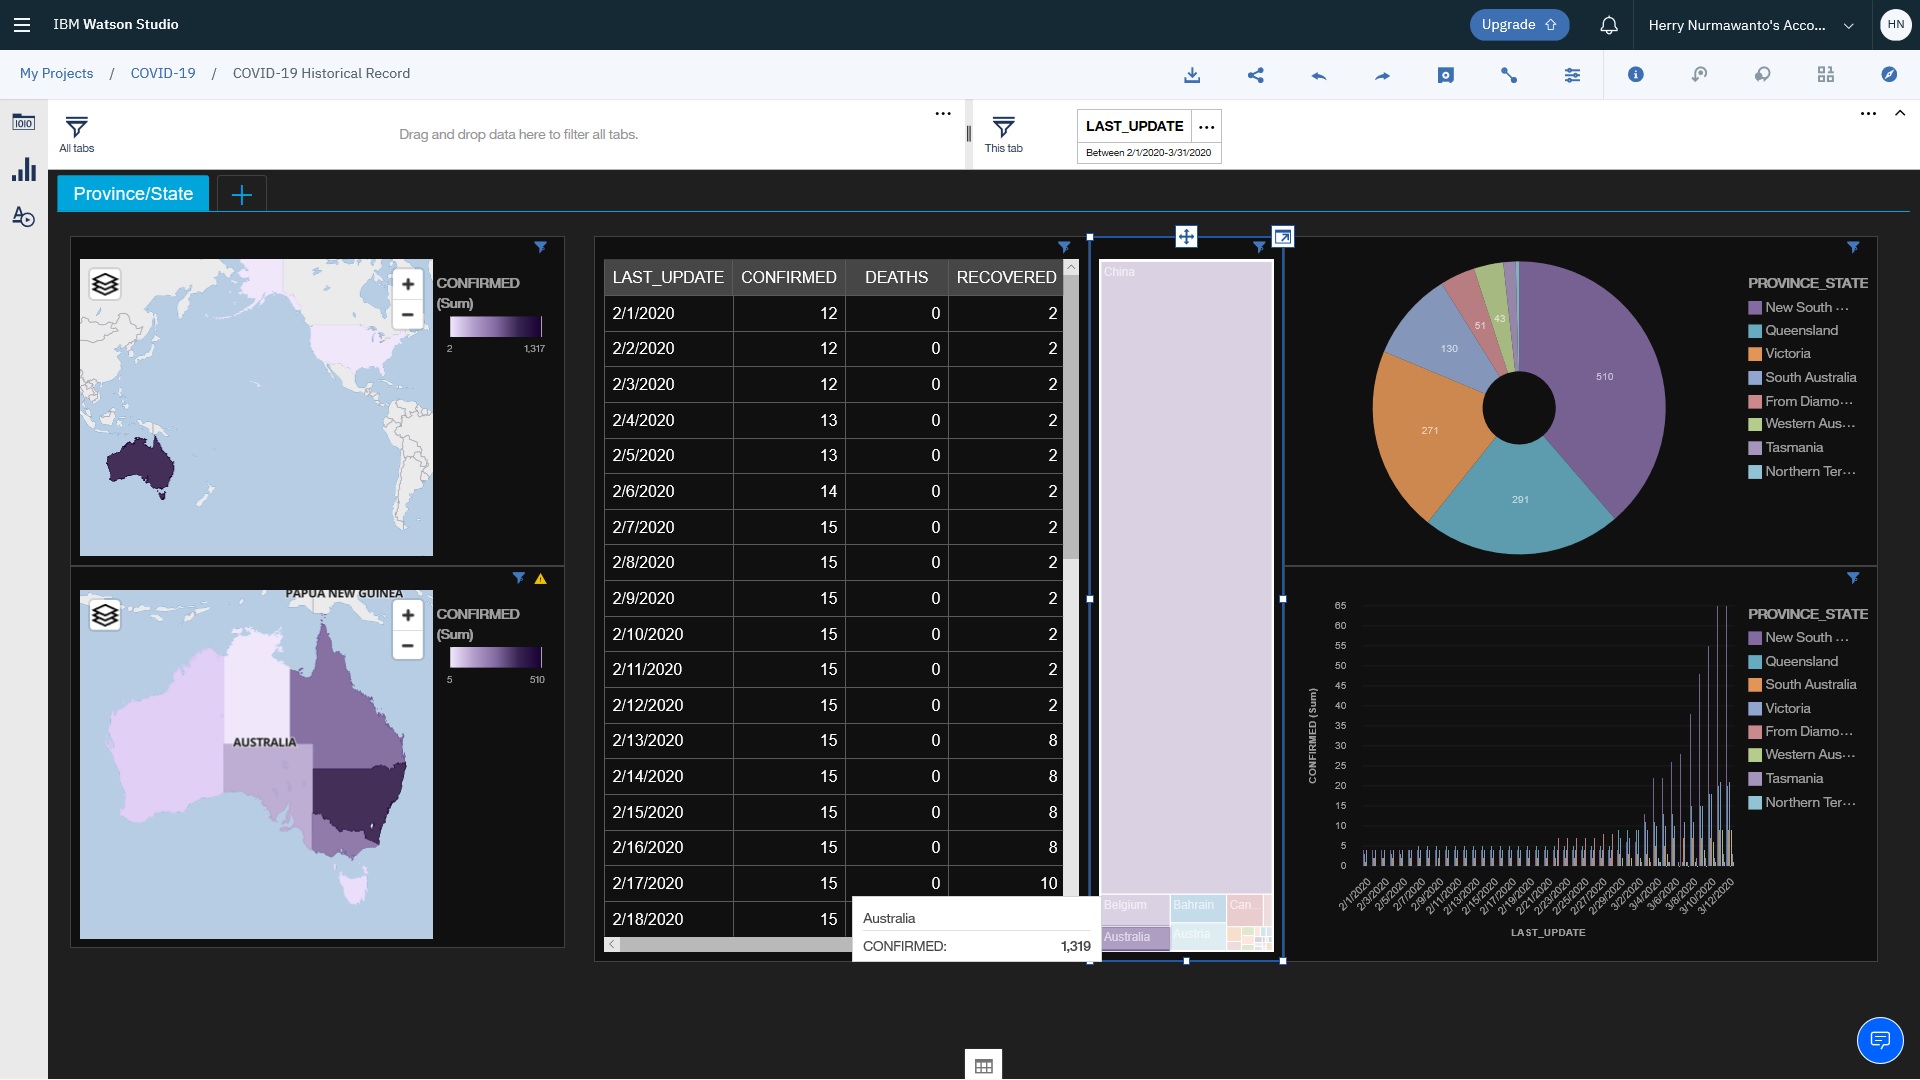 IBM Watson Studio
Upgrade
Herry Nurmawanto's Acco...
HN
My Projects / COVID-19 / COVID-19 Historical Record
All tabs
Drag and drop data here to filter all tabs.
This tab
LAST_UPDATE
Between 2/1/2020-3/31/2020
Province/State
CONFIRMED
(Sum)
2 1,317
PAPUA NEW GUINEA
AUSTRALIA
CONFIRMED
(Sum)
5 510
LAST_UPDATE CONFIRMED DEATHS RECOVERED
2/1/2020 12 0 2
2/2/2020 12 0 2
2/3/2020 12 0 2
2/4/2020 13 0 2
2/5/2020 13 0 2
2/6/2020 14 0 2
2/7/2020 15 0 2
2/8/2020 15 0 2
2/9/2020 15 0 2
2/10/2020 15 0 2
2/11/2020 15 0 2
2/12/2020 15 0 2
2/13/2020 15 0 8
2/14/2020 15 0 8
2/15/2020 15 0 8
2/16/2020 15 0 8
2/17/2020 15 0 10
2/18/2020 15
Australia
CONFIRMED: 1,319
China
Belgium
Bahrain
Can...
Australia
Austria
510
291
271
130
51
43
PROVINCE_STATE
New South ...
Queensland
Victoria
South Australia
From Diamo...
Western Aus...
Tasmania
Northern Ter...
CONFIRMED (Sum)
65
60
55
50
45
40
35
30
25
20
15
10
5
0
2/1/2020
2/3/2020
2/5/2020
2/7/2020
2/9/2020
2/11/2020
2/13/2020
2/15/2020
2/17/2020
2/19/2020
2/21/2020
2/23/2020
2/25/2020
2/27/2020
2/29/2020
3/2/2020
3/4/2020
3/6/2020
3/8/2020
3/10/2020
3/12/2020
LAST_UPDATE
PROVINCE_STATE
New South ...
Queensland
South Australia
Victoria
From Diamo...
Western Aus...
Tasmania
Northern Ter...